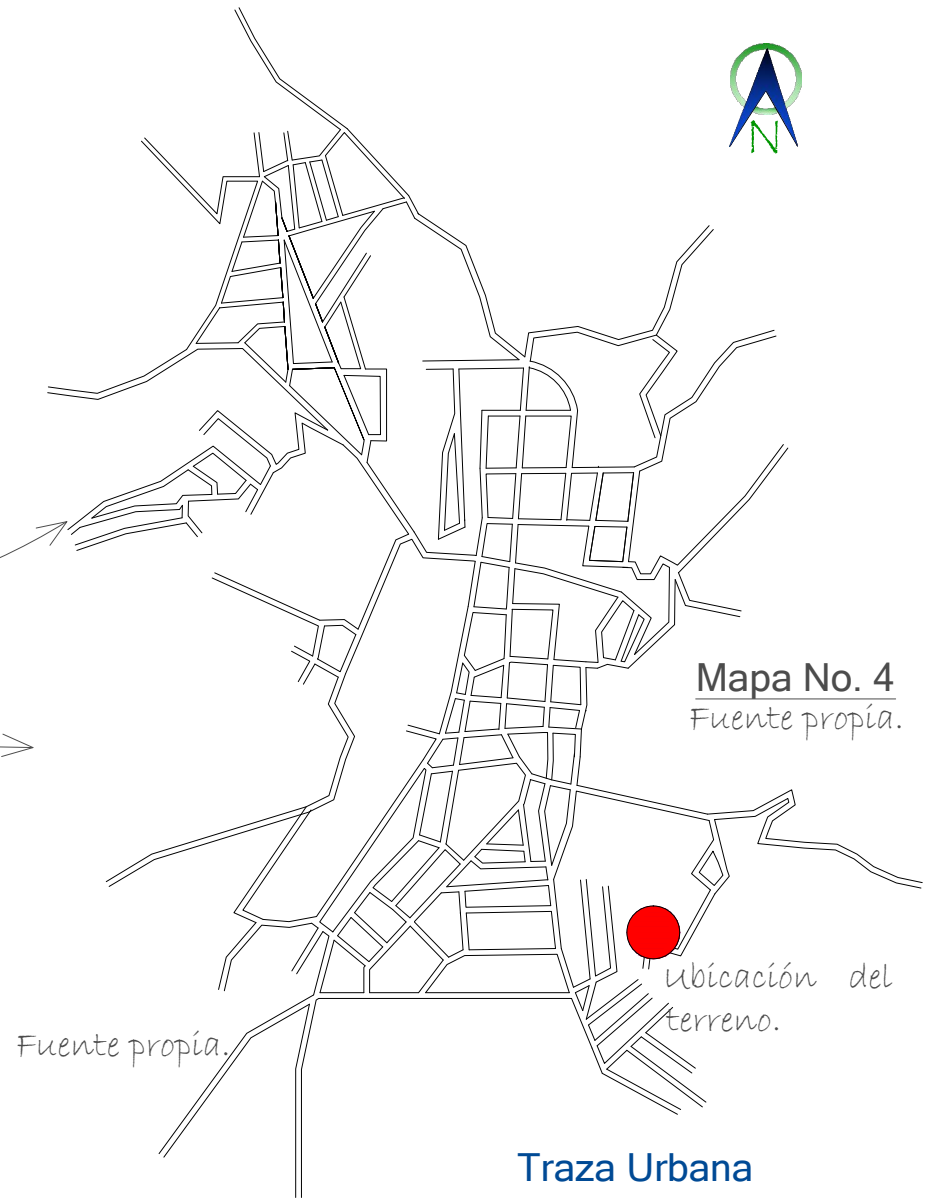 N
Mapa No. 4
Fuente propia.
Ubicación del
terreno.
Fuente propia.
Traza Urbana